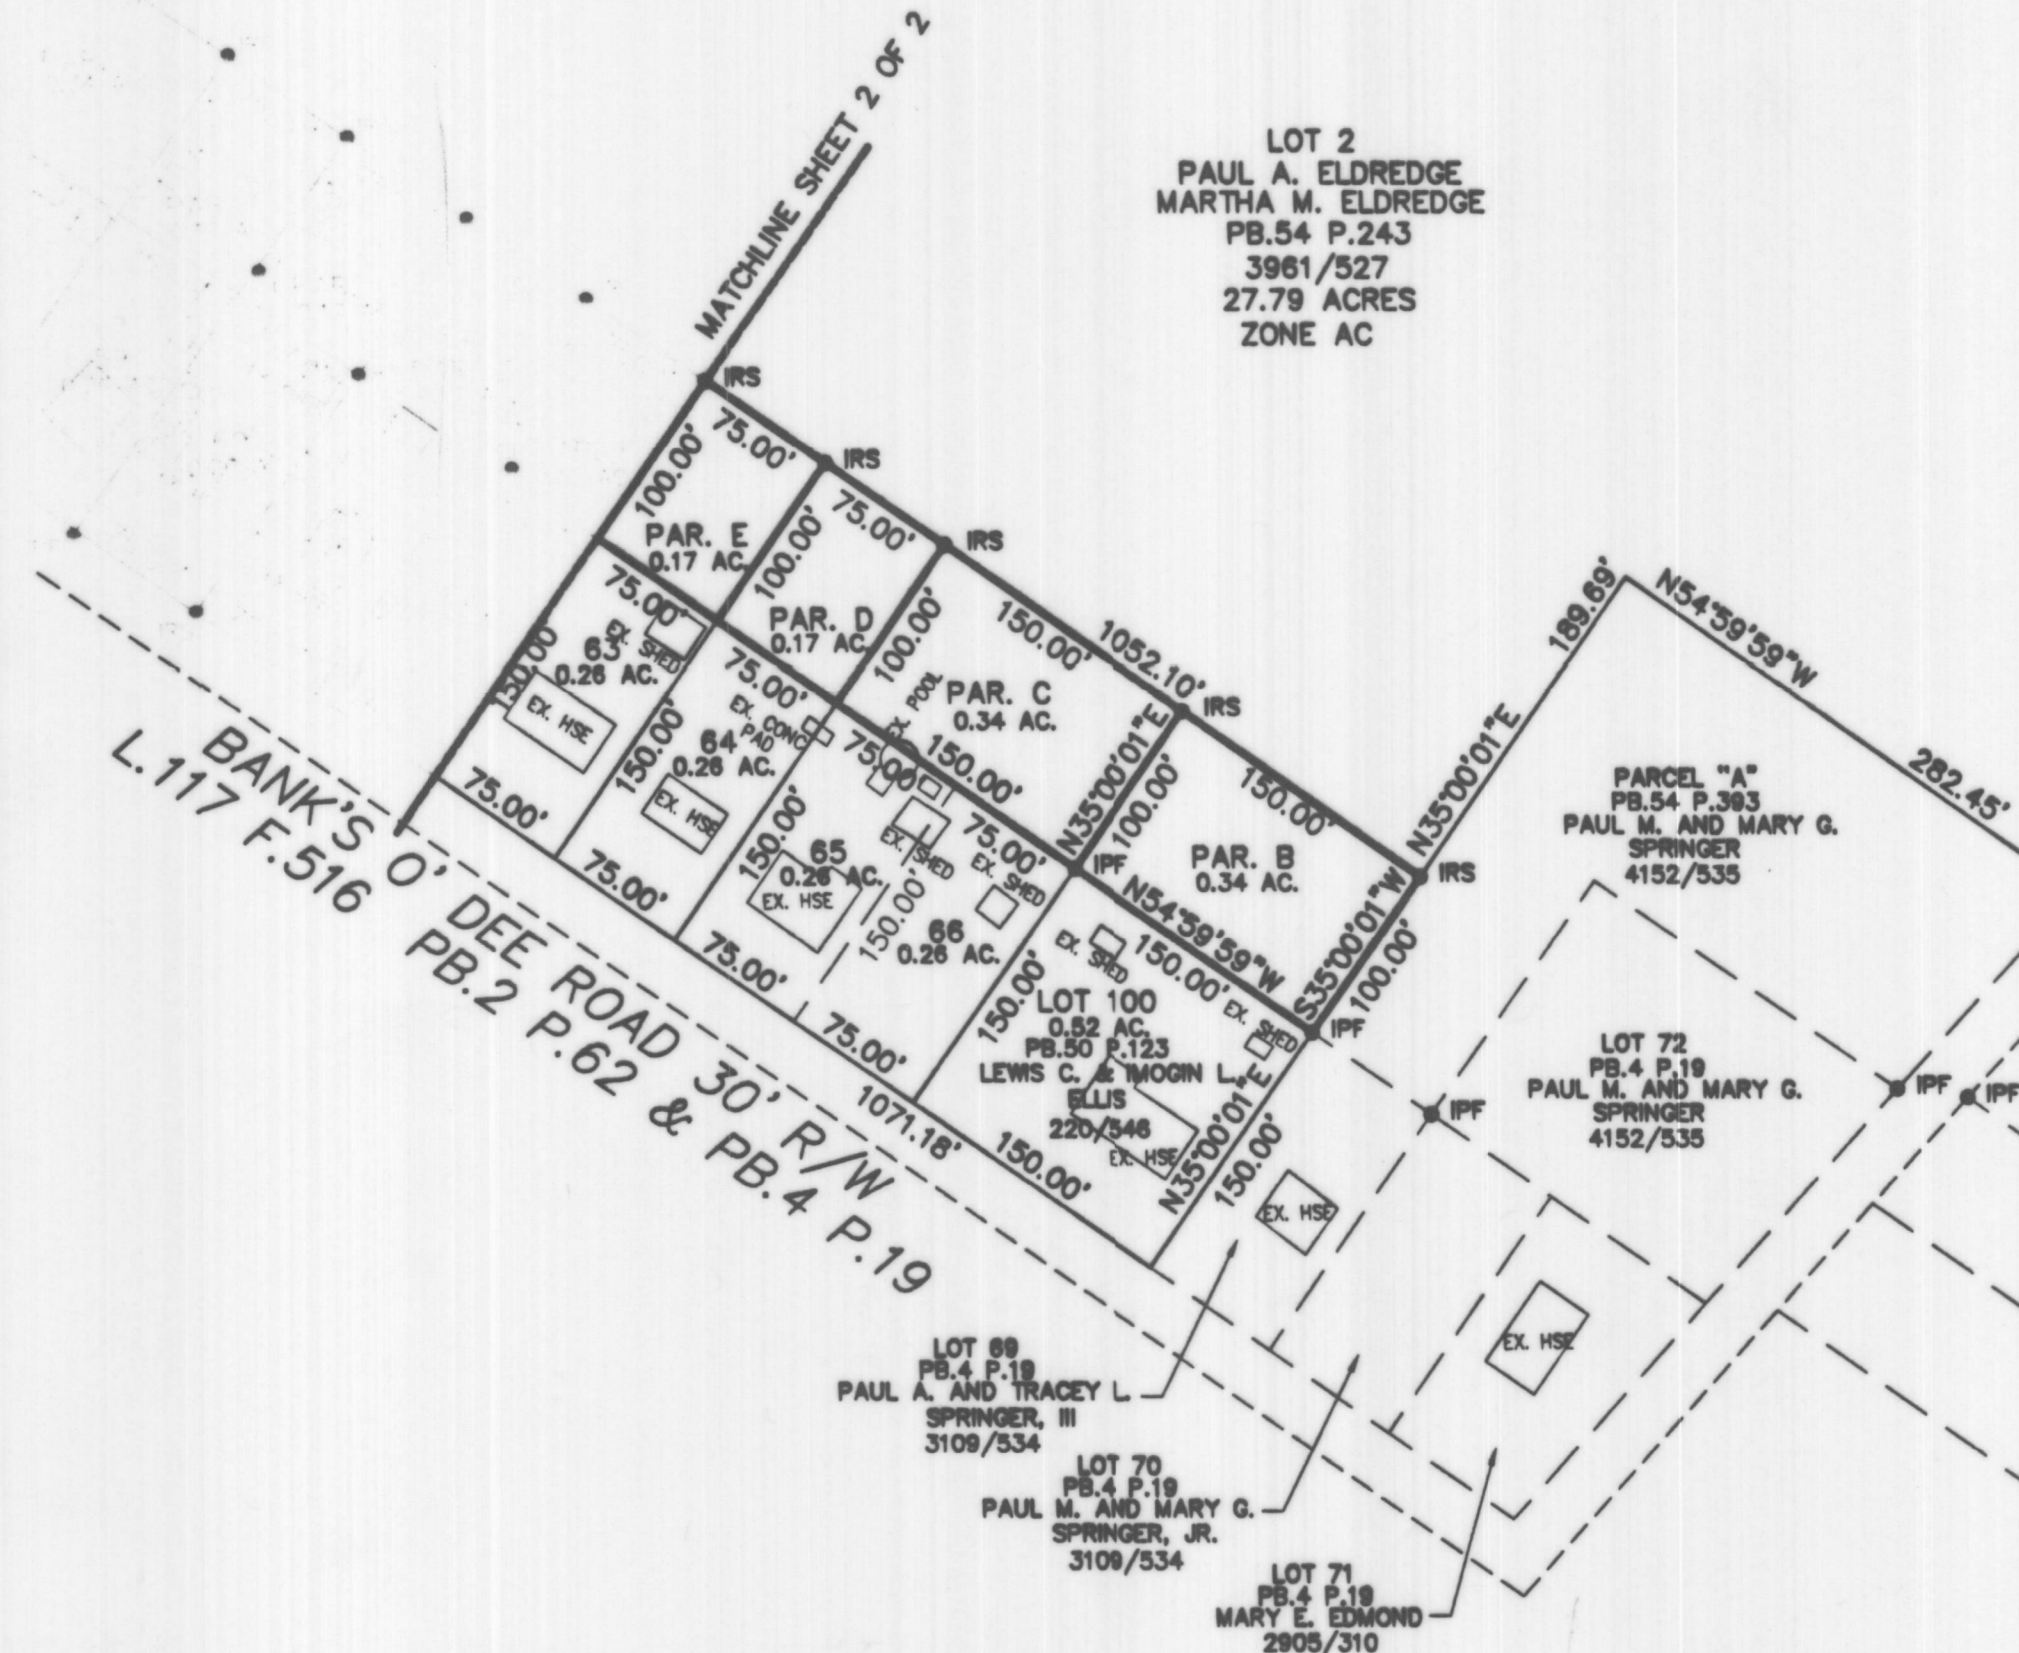 MATCHLINE SHEET 2 OF 2
LOT 2
PAUL A. ELDREDGE
MARTHA M. ELDREDGE
PB.54 P.243
3961/527
27.79 ACRES
ZONE AC
IRS
75.00'
100.00'
IRS
75.00'
100.00'
IRS
PAR. E
0.17 AC.
PAR. D
0.17 AC.
100.00'
150.00'
1052.10'
IRS
PAR. C
0.34 AC.
N35°00'01"E
100.00'
150.00'
PAR. B
0.34 AC.
IRS
N35°00'01"E
189.69'
N54°59'59"W
282.45'
PARCEL "A"
PB.54 P.393
PAUL M. AND MARY G.
SPRINGER
4152/535
75.00'
EX. SHED
63
0.26 AC.
150.00'
EX. HSE
75.00'
75.00'
EX. CONC
PAD
64
0.26 AC.
150.00'
EX. HSE
75.00'
EX. POOL
75.00'
150.00'
EX. SHED
65
0.26 AC.
150.00'
EX. HSE
75.00'
75.00'
EX. SHED
150.00'
66
0.26 AC.
75.00'
IPF
N54°59'59"W
150.00'
S35°00'01"W
100.00'
IPF
EX. SHED
EX. SHED
150.00'
LOT 100
0.52 AC.
PB.50 P.123
LEWIS C. & IMOGIN L.
ELLIS
220/546
EX. HSE
N35°00'01"E
150.00'
150.00'
1071.18'
BANK'S O' DEE ROAD 30' R/W
L.117 F.516 PB.2 P.62 & PB.4 P.19
LOT 72
PB.4 P.19
PAUL M. AND MARY G.
SPRINGER
4152/535
IPF
IPF
IPF
EX. HSE
EX. HSE
LOT 69
PB.4 P.19
PAUL A. AND TRACEY L.
SPRINGER, III
3109/534
LOT 70
PB.4 P.19
PAUL M. AND MARY G.
SPRINGER, JR.
3109/534
LOT 71
PB.4 P.19
MARY E. EDMOND
2905/310